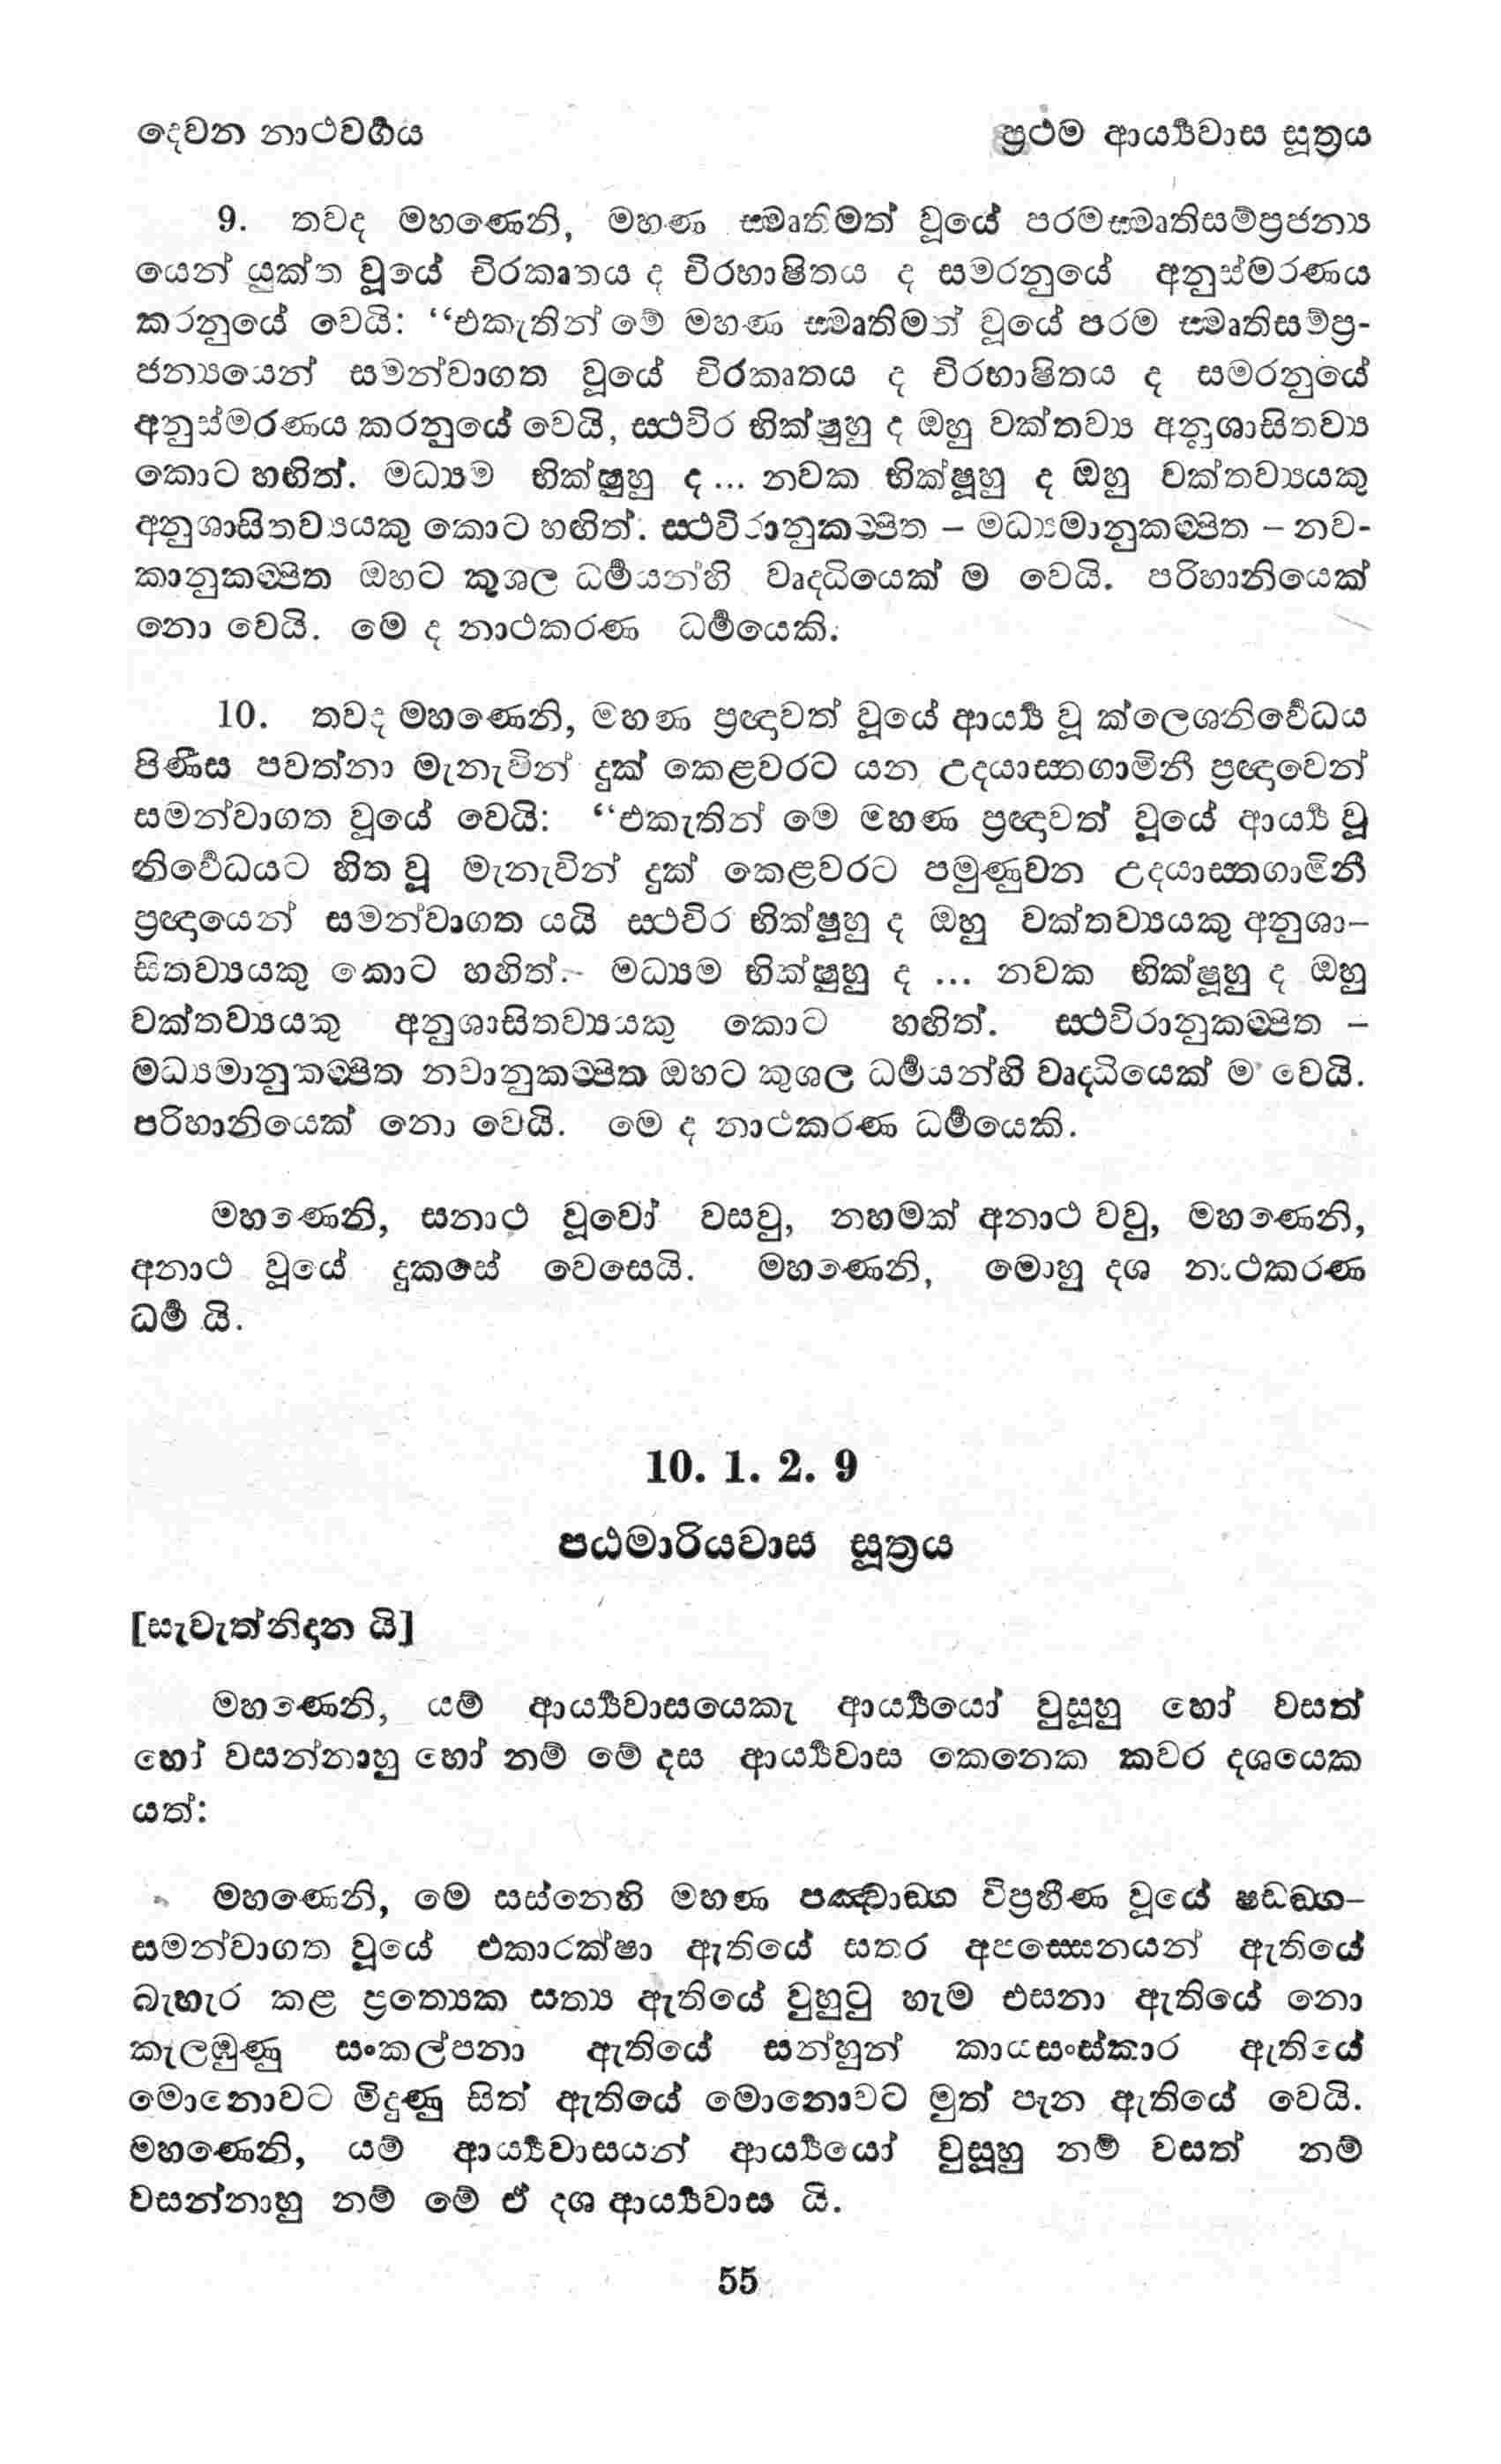 දෙවන නාථවර්‍ගය ප්‍රථම ආර්‍ය්‍යවාස සූත්‍රය
9. තවද මහණෙනි, මහණ ස්මෘතිමත් වූයේ පරමස්මෘතිසම්ප්‍රජන්‍ය
යෙන් යුක්ත වූයේ චිරකෘතය ද චිරභාෂිතය ද සමරනුයේ අනුස්මරණය
කරනුයේ වෙයි: “එකැතින් මේ මහණ ස්මෘතිමත් වූයේ පරම ස්මෘතිසම්ප්‍ර-
ජන්‍යයෙන් සමන්වාගත වූයේ චිරකෘතය ද චිරභාෂිතය ද සමරනුයේ
අනුස්මරණය කරනුයේ වෙයි, ස්ථවිර භික්ෂුහු ද ඔහු වක්තව්‍ය අනුශාසිතව්‍ය
කොට හඟිත්. මධ්‍යම භික්ෂුහු ද ... නවක භික්ෂූහු ද ඔහු වක්තව්‍යයකු
අනුශාසිතව්‍යයකු කොට හඟිත්. ස්ථවිරානුකම්පිත – මධ්‍යමානුකම්පිත – නව-
කානුකම්පිත ඔහට කුශල ධර්‍මයන්හි වෘද්ධියෙක් ම වෙයි. පරිහානියෙක්
නො වෙයි. මෙ ද නාථකරණ ධර්‍මයෙකි.
10. තවද මහණෙනි, මහණ ප්‍රඥාවත් වූයේ ආර්‍ය්‍ය වූ ක්ලෙශනිර්‍වෙධය
පිණිස පවත්නා මැනැවින් දුක් කෙළවරට යන උදයාස්තගාමිනී ප්‍රඥාවෙන්
සමන්වාගත වූයේ වෙයි: “එකැතින් මෙ මහණ ප්‍රඥාවත් වූයේ ආර්‍ය්‍ය වූ
නිර්‍වෙධයට හිත වූ මැනැවින් දුක් කෙළවරට පමුණුවන උදයාස්තගාමිනී
ප්‍රඥායෙන් සමන්වාගත යයි ස්ථවිර භික්ෂූහු ද ඔහු වක්තව්‍යයකු අනුශා–
සිතව්‍යයකු කොට හඟිත්.- මධ්‍යම භික්ෂුහු ද ... නවක භික්ෂූහු ද ඔහු
වක්තව්‍යයකු අනුශාසිතව්‍යයකු කොට හඟිත්. ස්ථවිරානුකම්පිත –
මධ්‍යමානුකම්පිත නවානුකම්පිත ඔහට කුශල ධර්‍මයන්හි වෘද්ධියෙක් ම වෙයි.
පරිහානියෙක් නො වෙයි. මෙ ද නාථකරණ ධර්‍මයෙකි.
මහණෙනි, සනාථ වූවෝ වසවු, නහමක් අනාථ වවු, මහණෙනි,
අනාථ වූයේ දුකසේ වෙසෙයි. මහණෙනි, මොහු දශ නාථකරණ
ධර්‍ම යි.
10. 1. 2. 9
පඨමාරියවාස සූත්‍රය
[සැවැත්නිදාන යි]
මහණෙනි, යම් ආර්‍ය්‍යවාසයෙකැ ආර්‍ය්‍යයෝ වුසූහු හෝ වසත්
හෝ වසන්නාහු හෝ නම් මේ දස ආර්‍ය්‍යවාස කෙනෙක කවර දශයෙක
යත්:
මහණෙනි, මෙ සස්නෙහි මහණ පඤ්චාඞ්ග විප්‍රහීණ වූයේ ෂඩඞ්ග–
සමන්වාගත වූයේ එකාරක්ෂා ඇතියේ සතර අපස්සෙනයන් ඇතියේ
බැහැර කළ ප්‍රත්‍යෙක සත්‍ය ඇතියේ වුහුටු හැම එසනා ඇතියේ නො
කැලඹුණු සංකල්පනා ඇතියේ සන්හුන් කායසංස්කාර ඇතියේ
මොනොවට මිදුණු සිත් ඇතියේ මොනොවට මුත් පැන ඇතියේ වෙයි.
මහණෙනි, යම් ආර්‍ය්‍යවාසයන් ආර්‍ය්‍යයෝ වුසූහු නම් වසත් නම්
වසන්නාහු නම් මේ ඒ දශ ආර්‍ය්‍යවාස යි.
55